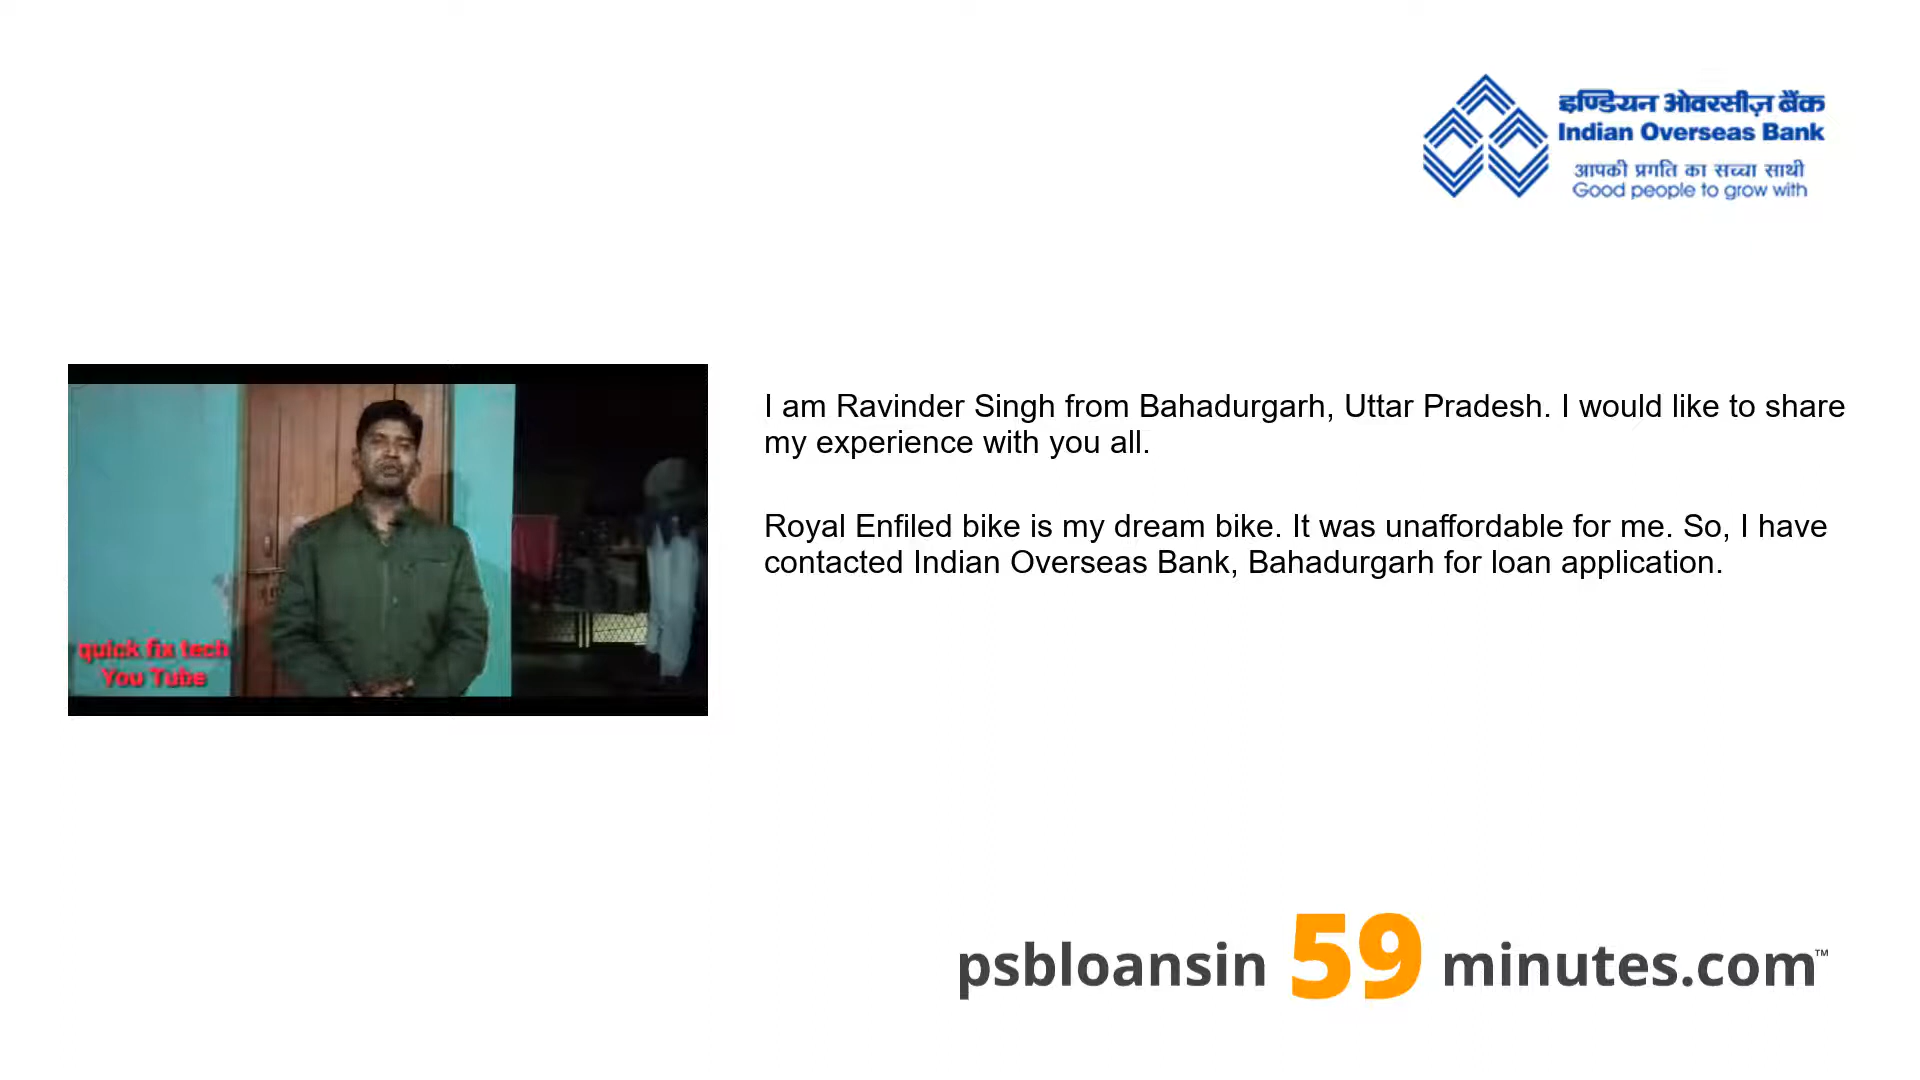 इण्डियन ओवरसीज़ बैंक
Indian Overseas Bank
आपकी प्रगति का सच्चा साथी
Good people to grow with
I am Ravinder Singh from Bahadurgarh, Uttar Pradesh. I would like to share
my experience with you all.
Royal Enfiled bike is my dream bike. It was unaffordable for me. So, I have
contacted Indian Overseas Bank, Bahadurgarh for loan application.
quick fix tech
You Tube
psbloansin 59 minutes.com™